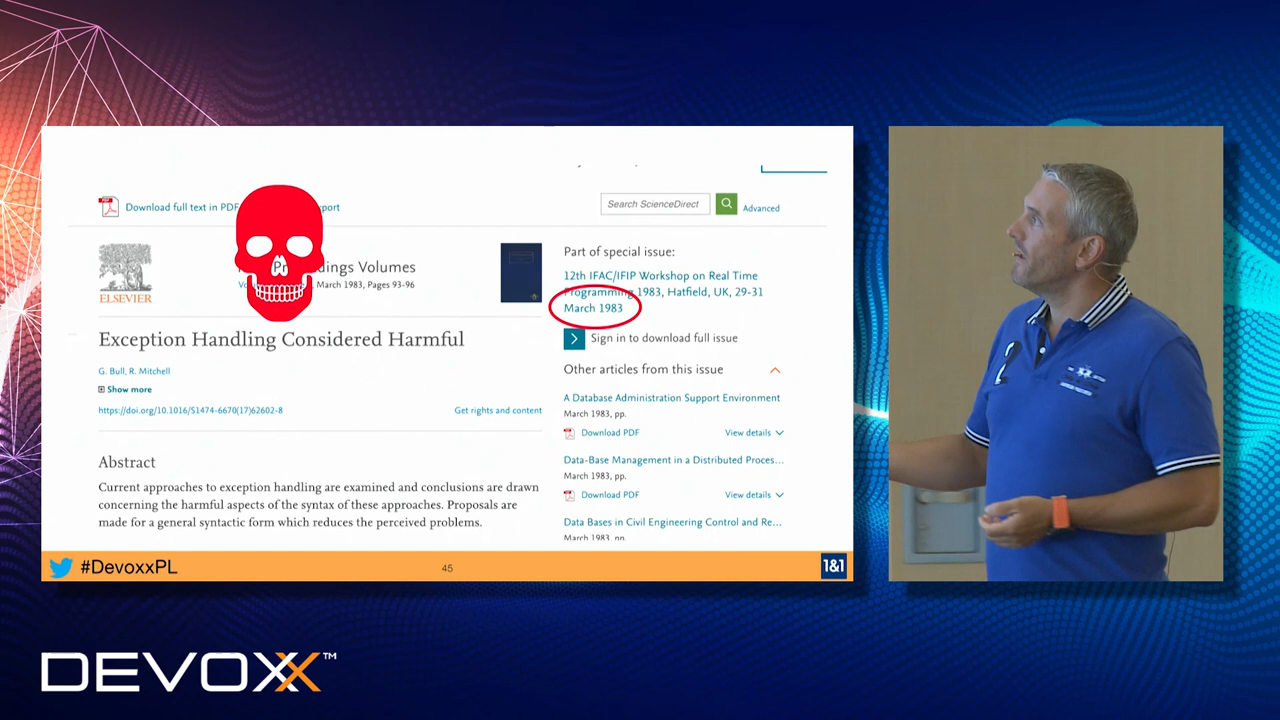 Download full text in PDF
port
Search ScienceDirect
Advanced
ELSEVIER
dings Volumes
March 1983, Pages 93-96
Part of special issue:
12th IFAC/IFIP Workshop on Real Time
Programming 1983, Hatfield, UK, 29-31
March 1983
Sign in to download full issue
Exception Handling Considered Harmful
G. Bull, R. Mitchell
Show more
https://doi.org/10.1016/S1474-6670(17)62602-8
Get rights and content
Other articles from this issue
A Database Administration Support Environment
March 1983, pp.
Download PDF
View details
Data-Base Management in a Distributed Proces...
March 1983, pp.
Download PDF
View details
Data Bases in Civil Engineering Control and Re...
March 1983, pp.
Abstract
Current approaches to exception handling are examined and conclusions are drawn
concerning the harmful aspects of the syntax of these approaches. Proposals are
made for a general syntactic form which reduces the perceived problems.
#DevoxxPL
45
1&1
DEVOXX™